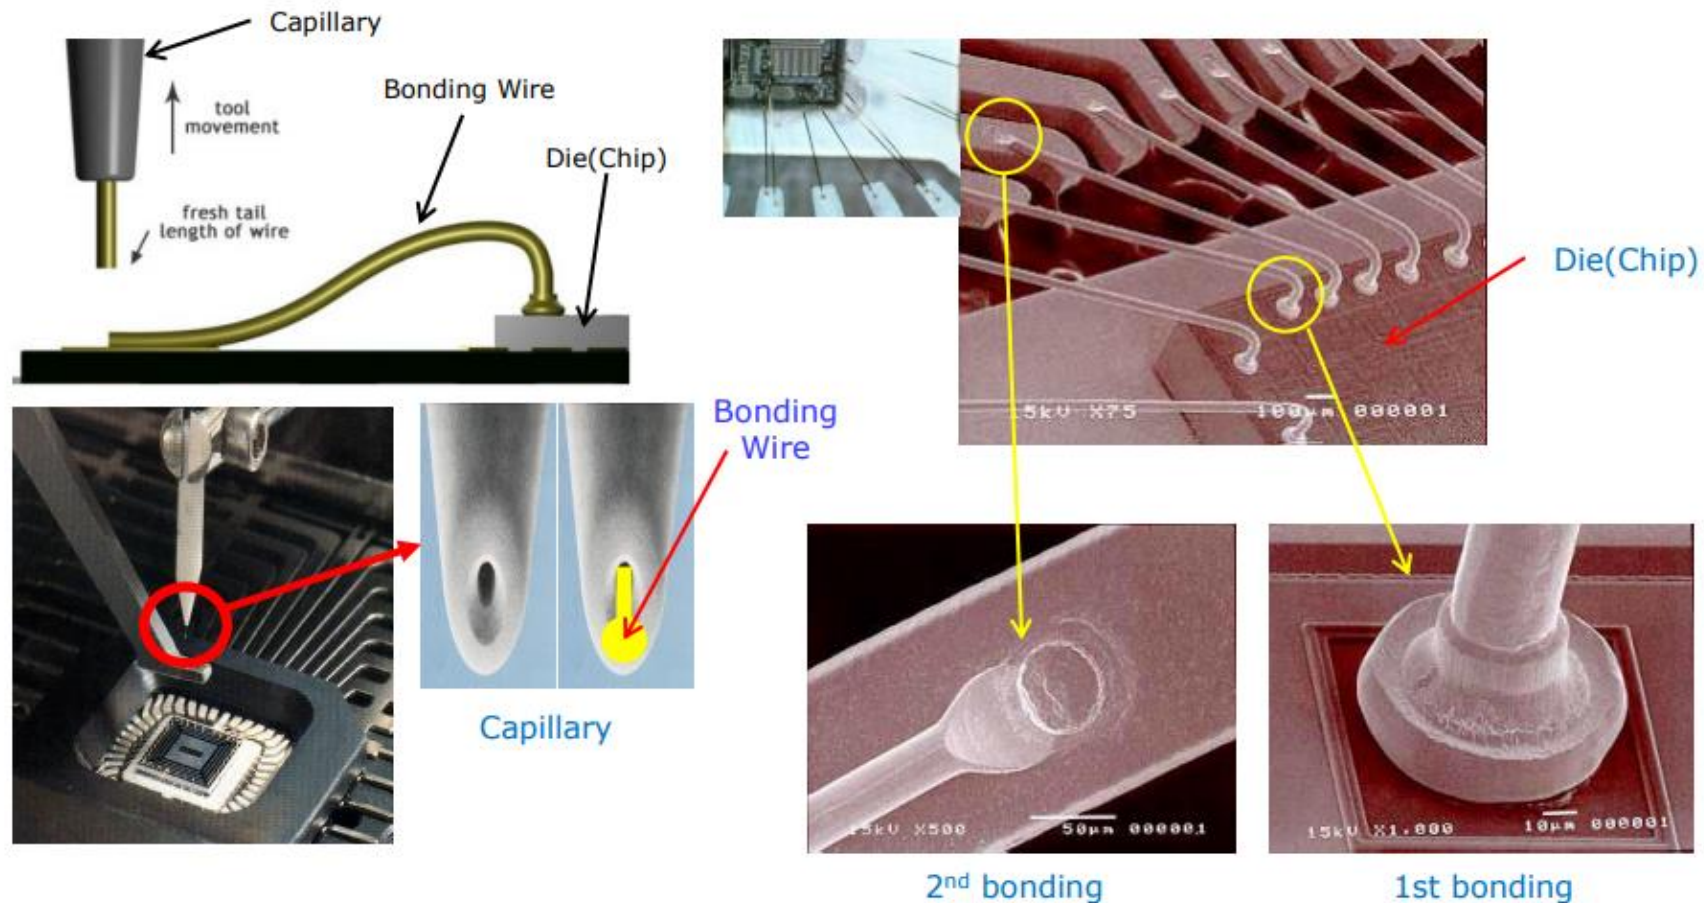 Capillary
tool
movement
Bonding Wire
Die(Chip)
fresh tail
length of wire
Die(Chip)
15kV X75 100μm 000001
Bonding
Wire
Capillary
15kV X500 50μm 000001
15kV X1,000 10μm 000001
2nd bonding
1st bonding